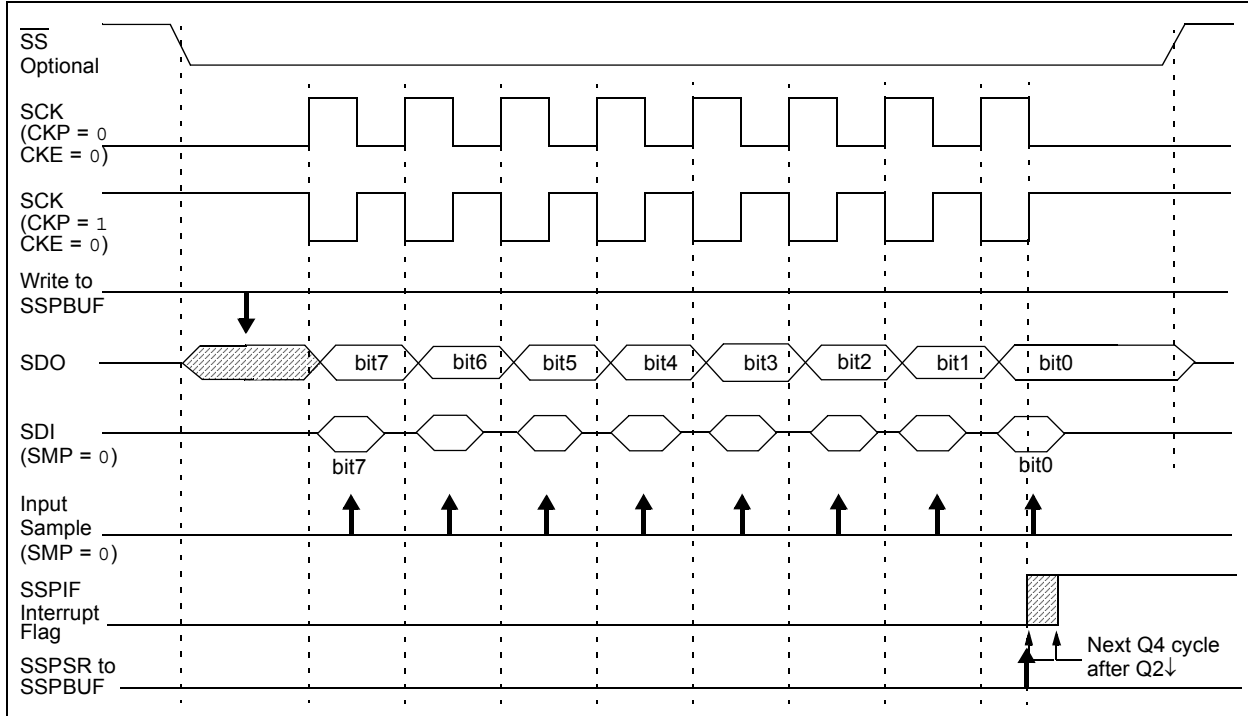 SS
Optional
SCK
(CKP = 0
CKE = 0)
SCK
(CKP = 1
CKE = 0)
Write to
SSPBUF
SDO
bit7
bit6
bit5
bit4
bit3
bit2
bit1
bit0
SDI
(SMP = 0)
bit7
bit0
Input
Sample
(SMP = 0)
SSPIF
Interrupt
Flag
Next Q4 cycle
after Q2↓
SSPSR to
SSPBUF